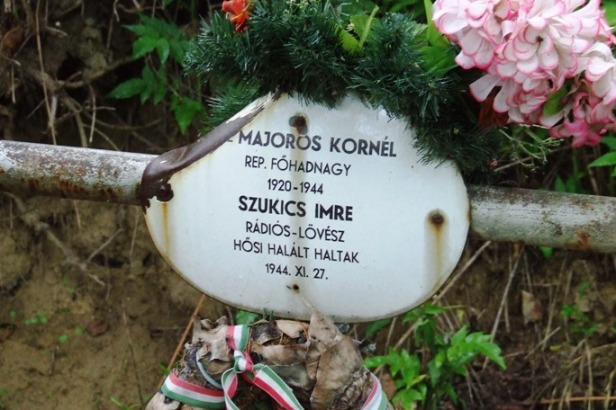 MAJOROS KORNÉL
REP. FŐHADNAGY
1920-1944
SZUKICS IMRE
RÁDIÓS-LÖVÉSZ
HŐSI HALÁLT HALTAK
1944. XI. 27.